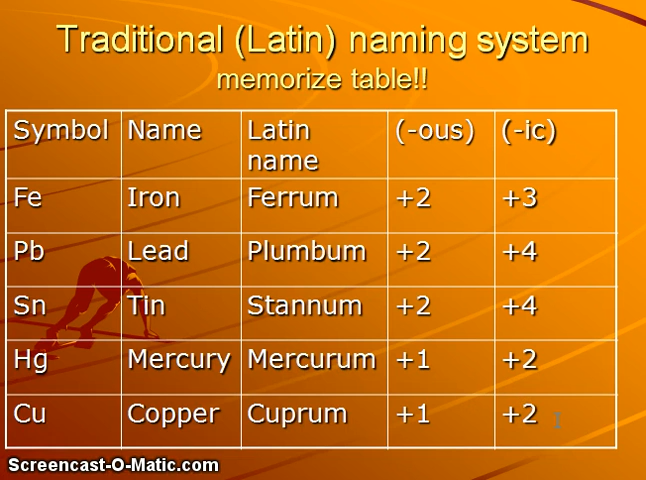 Traditional (Latin) naming system
memorize table!!
Symbol Name Latin name (-ous) (-ic)
Fe Iron Ferrum +2 +3
Pb Lead Plumbum +2 +4
Sn Tin Stannum +2 +4
Hg Mercury Mercurum +1 +2
Cu Copper Cuprum +1 +2
Screencast-O-Matic.com